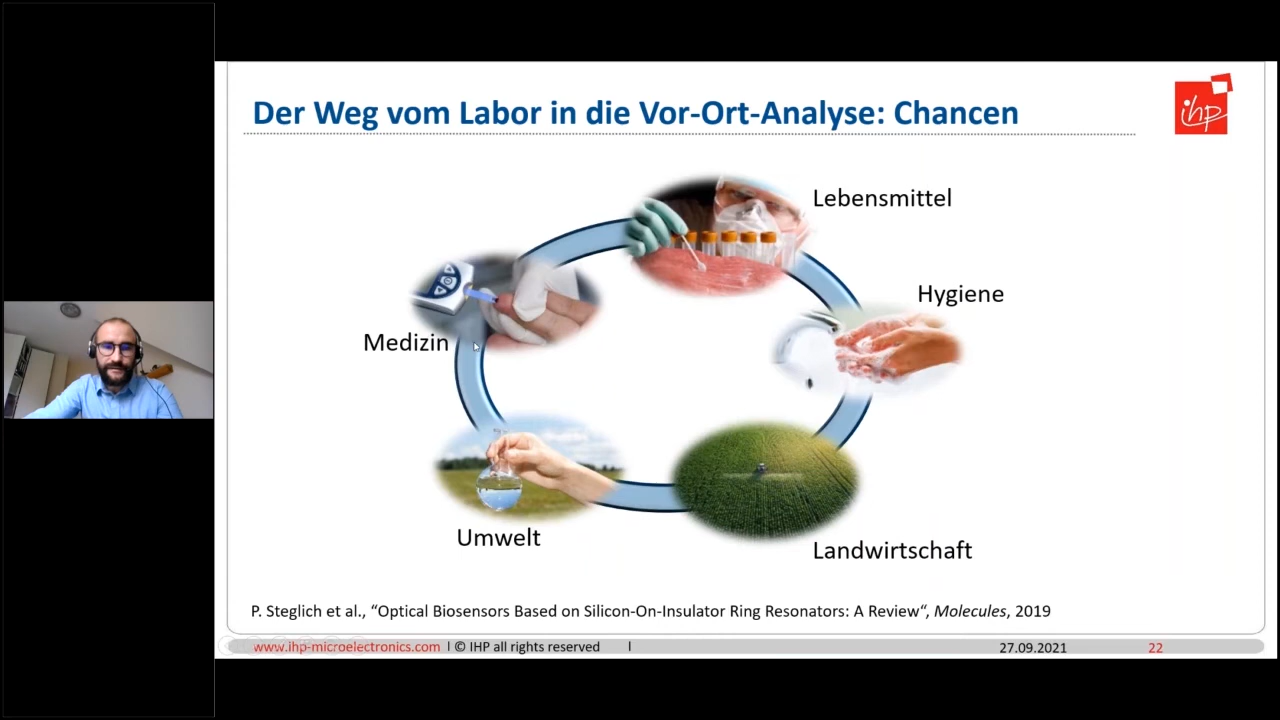 Der Weg vom Labor in die Vor-Ort-Analyse: Chancen
ihp
Lebensmittel
Hygiene
Medizin
Umwelt
Landwirtschaft
P. Steglich et al., “Optical Biosensors Based on Silicon-On-Insulator Ring Resonators: A Review“, Molecules, 2019
www.ihp-microelectronics.com | © IHP all rights reserved | 27.09.2021 22